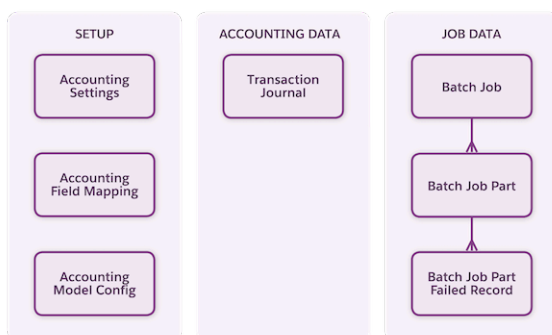 SETUP
Accounting
Settings
Accounting
Field Mapping
Accounting
Model Config
ACCOUNTING DATA
Transaction
Journal
JOB DATA
Batch Job
Batch Job Part
Batch Job Part
Failed Record